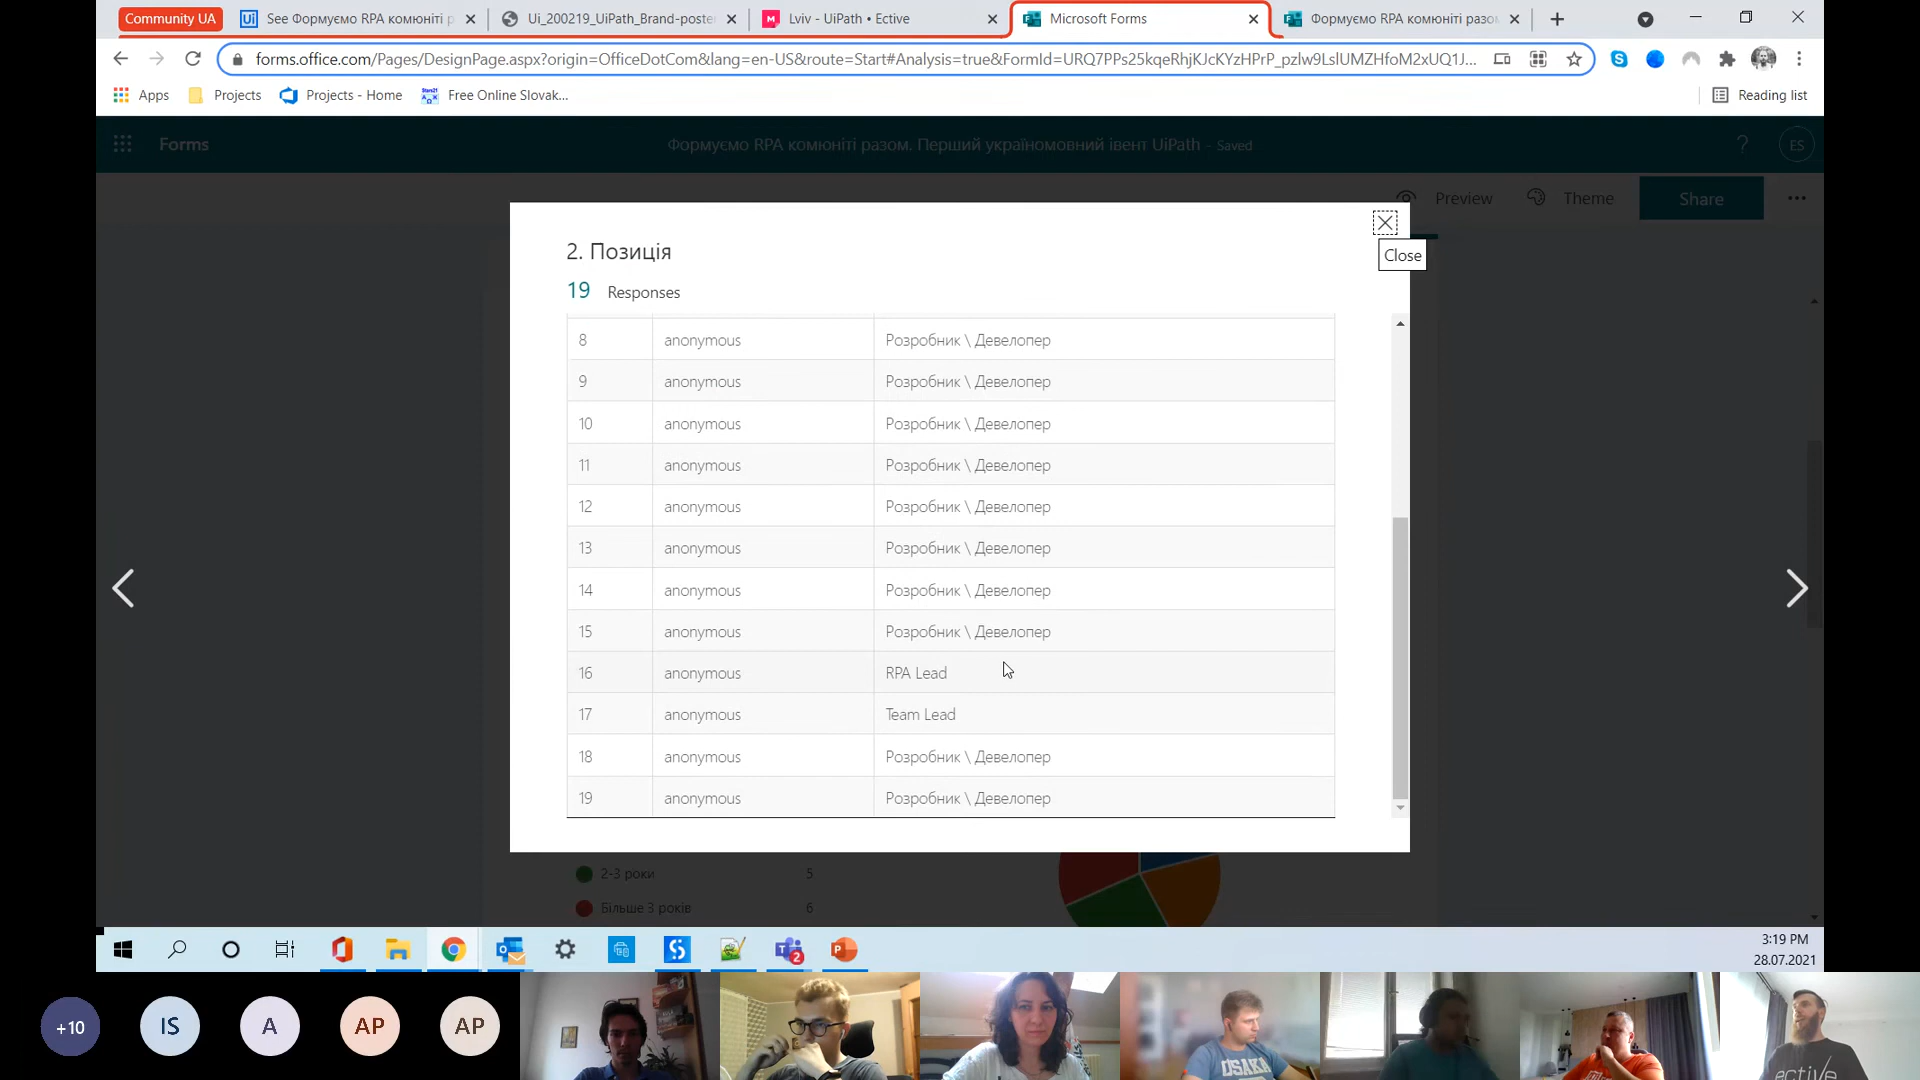 Community UA
See Формуємо RPA комюніті р
Ui_200219_UiPath_Brand-poste
Lviv - UiPath • Ective
Microsoft Forms
Формуємо RPA комюніті разо
forms.office.com/Pages/DesignPage.aspx?origin=OfficeDotCom&lang=en-US&route=Start#Analysis=true&FormId=URQ7PPs25kqeRhjKJcKYzHPrP_pzlw9LslUMZHfoM2xUQ1J...
Apps
Projects
Projects - Home
Free Online Slovak...
Reading list
Forms
Формуємо RPA комюніті разом. Перший україномовний івент UiPath - Saved
?
ES
Preview
Theme
Share
Close
2. Позиція
19 Responses
8 anonymous Розробник \ Девелопер
9 anonymous Розробник \ Девелопер
10 anonymous Розробник \ Девелопер
11 anonymous Розробник \ Девелопер
12 anonymous Розробник \ Девелопер
13 anonymous Розробник \ Девелопер
14 anonymous Розробник \ Девелопер
15 anonymous Розробник \ Девелопер
16 anonymous RPA Lead
17 anonymous Team Lead
18 anonymous Розробник \ Девелопер
19 anonymous Розробник \ Девелопер
2-3 роки 5
Більше 3 років 6
3:19 PM
28.07.2021
+10
IS
A
AP
AP
OSAKA
ective